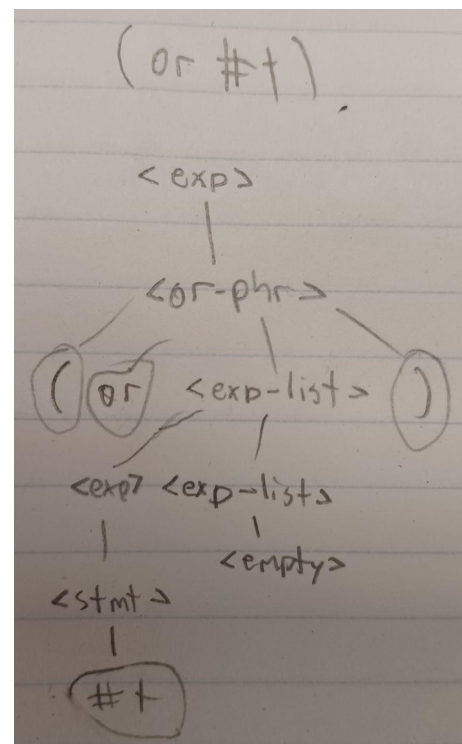 (or #t)
<exp>
<or-phr>
( or <exp-list> )
<exp> <exp-list>
<empty>
<stmt>
#t